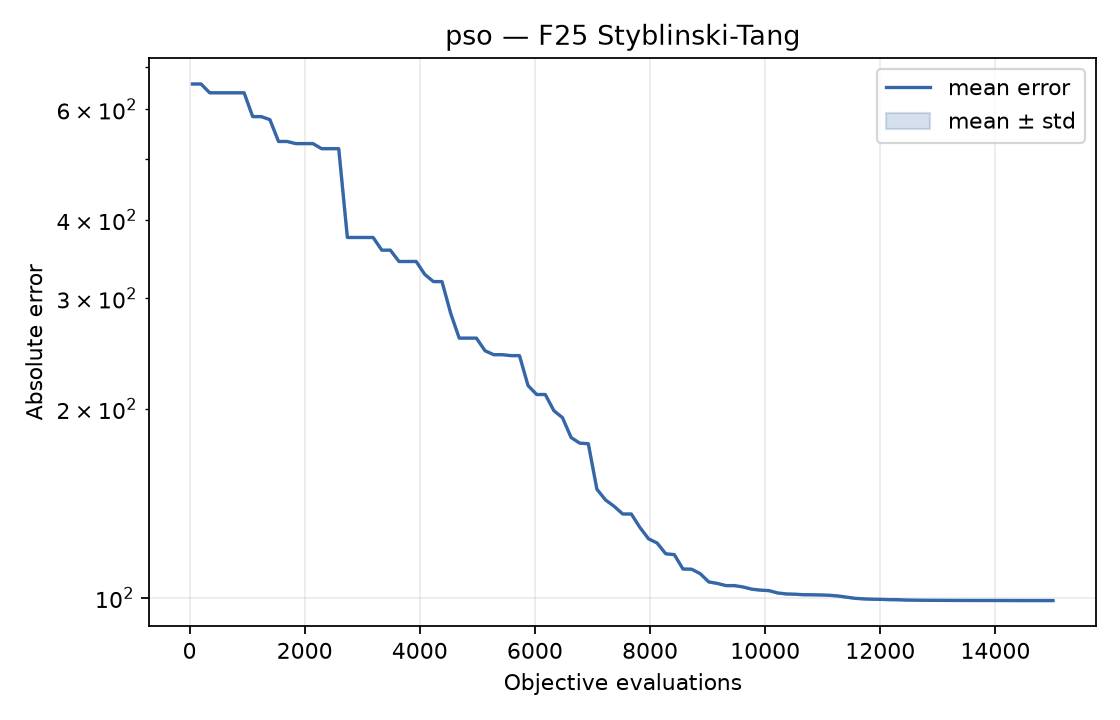 pso — F25 Styblinski-Tang
mean error
mean ± std
Absolute error
6 × 10²
4 × 10²
3 × 10²
2 × 10²
10²
0 2000 4000 6000 8000 10000 12000 14000
Objective evaluations